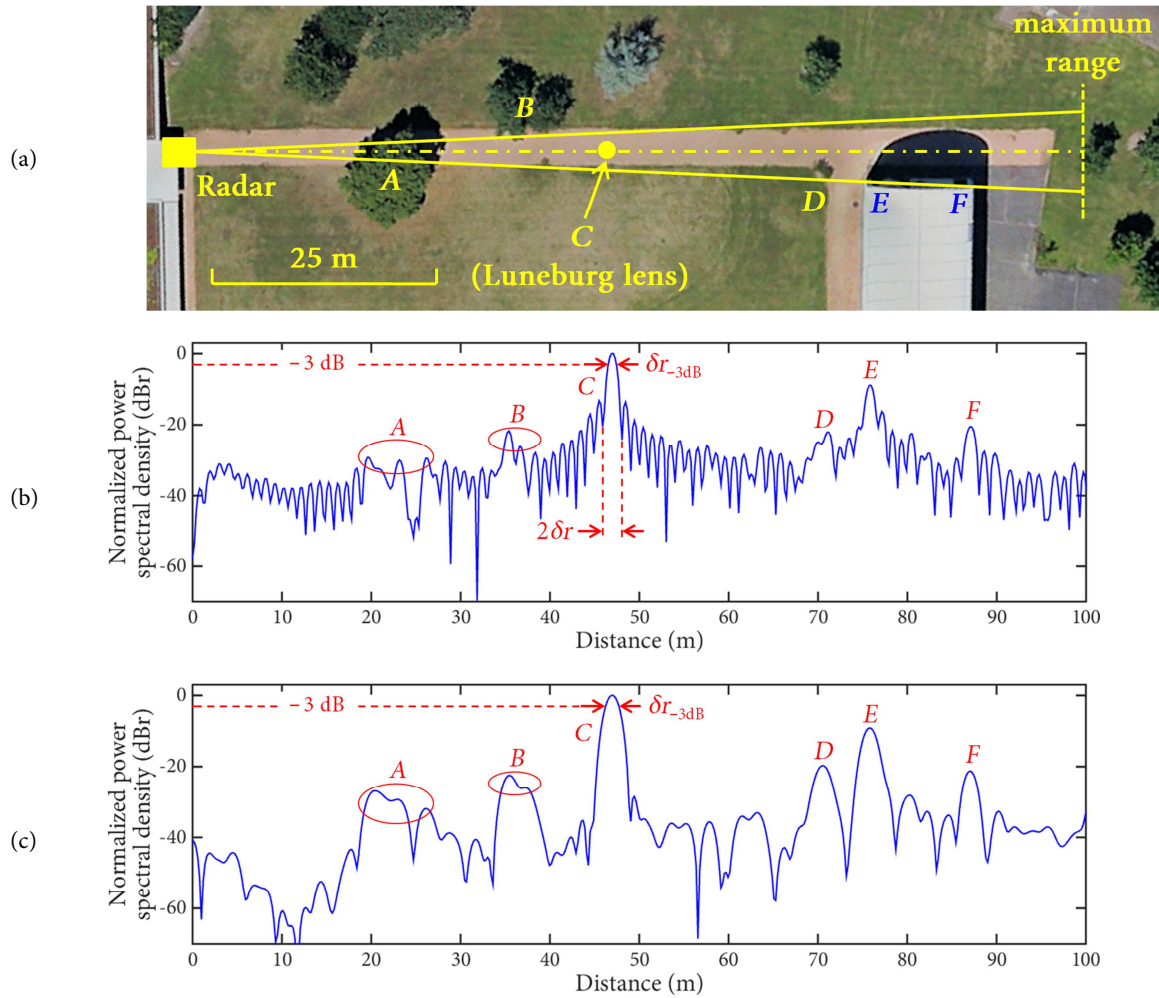 (a)
maximum
range
B
A
Radar
C
(Luneburg lens)
D
E
F
25 m
(b)
Normalized power
spectral density (dBr)
0
−20
−40
−60
−3 dB
δr−3dB
A
B
C
D
E
F
2δr
0 10 20 30 40 50 60 70 80 90 100
Distance (m)
(c)
Normalized power
spectral density (dBr)
0
−20
−40
−60
−3 dB
δr−3dB
A
B
C
D
E
F
0 10 20 30 40 50 60 70 80 90 100
Distance (m)